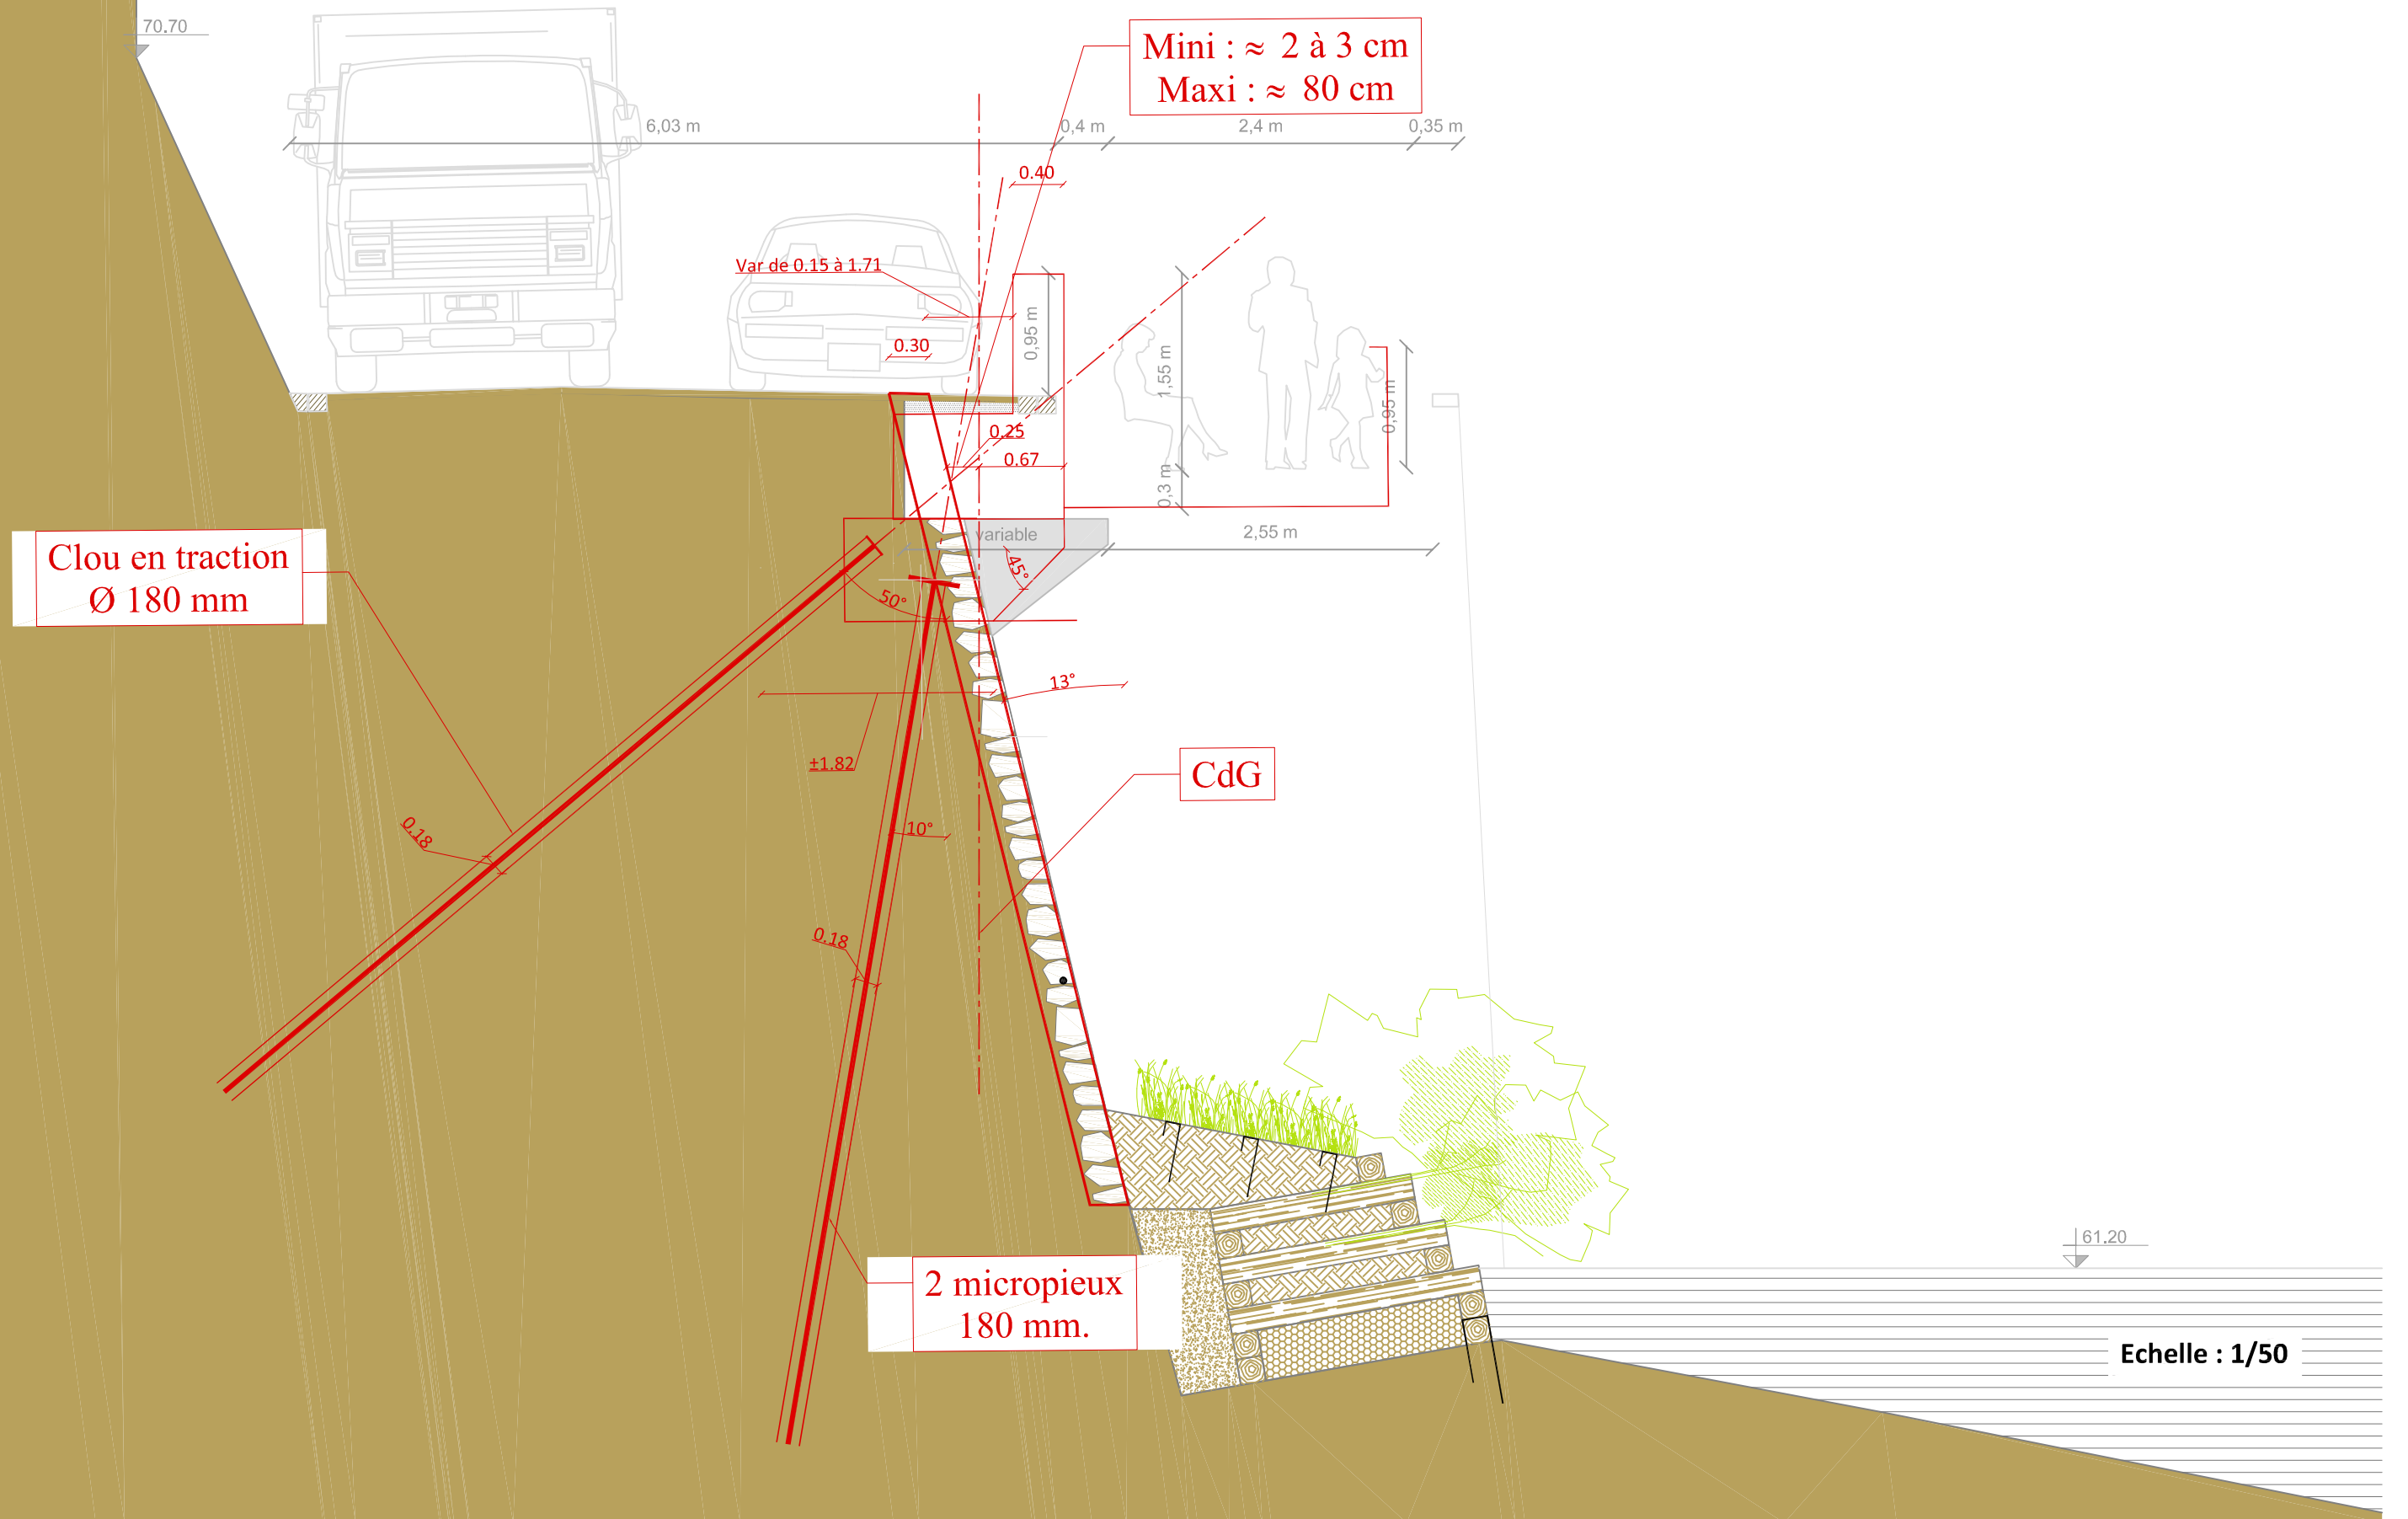 70.70
Mini : ≈ 2 à 3 cm
Maxi : ≈ 80 cm
6,03 m
0,4 m
2,4 m
0,35 m
0.40
Var de 0.15 à 1.71
0.30
0,95 m
1,55 m
0,95 m
0.25
0.67
0,3 m
variable
2,55 m
45°
Clou en traction
Ø 180 mm
50°
13°
±1.82
CdG
0.18
10°
0.18
2 micropieux
180 mm.
61.20
Echelle : 1/50